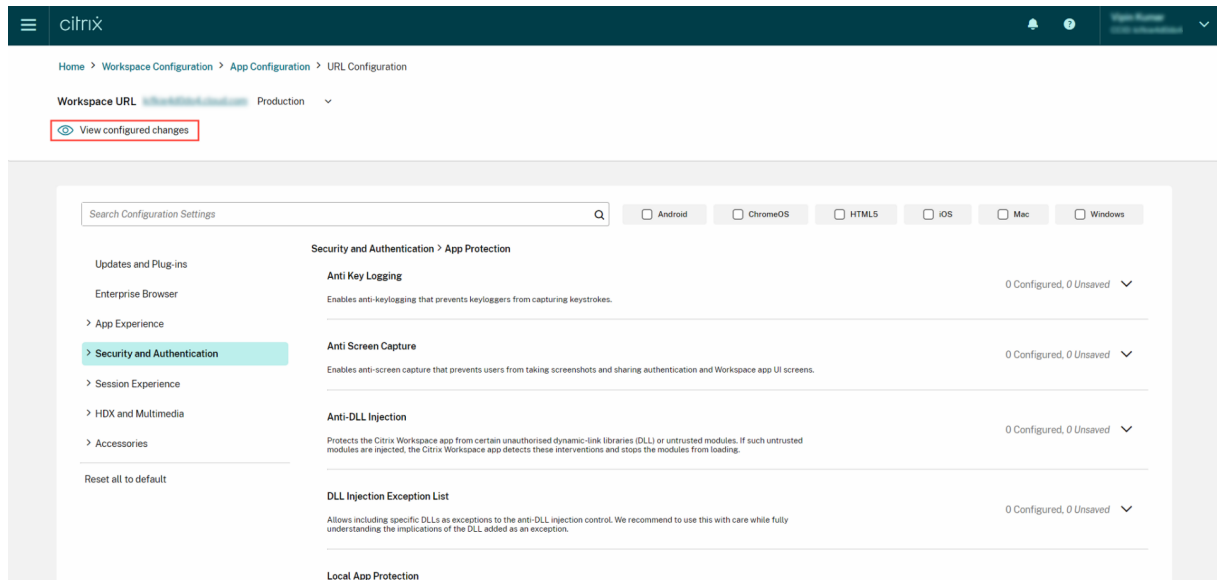 citrix
Home > Workspace Configuration > App Configuration > URL Configuration
Workspace URL Production
View configured changes
Search Configuration Settings
Android ChromeOS HTML5 iOS Mac Windows
Updates and Plug-ins
Enterprise Browser
> App Experience
> Security and Authentication
> Session Experience
> HDX and Multimedia
> Accessories
Reset all to default
Security and Authentication > App Protection
Anti Key Logging
Enables anti-keylogging that prevents keyloggers from capturing keystrokes.
0 Configured, 0 Unsaved
Anti Screen Capture
Enables anti-screen capture that prevents users from taking screenshots and sharing authentication and Workspace app UI screens.
0 Configured, 0 Unsaved
Anti-DLL Injection
Protects the Citrix Workspace app from certain unauthorised dynamic-link libraries (DLL) or untrusted modules. If such untrusted
modules are injected, the Citrix Workspace app detects these interventions and stops the modules from loading.
0 Configured, 0 Unsaved
DLL Injection Exception List
Allows including specific DLLs as exceptions to the anti-DLL injection control. We recommend to use this with care while fully
understanding the implications of the DLL added as an exception.
0 Configured, 0 Unsaved
Local App Protection